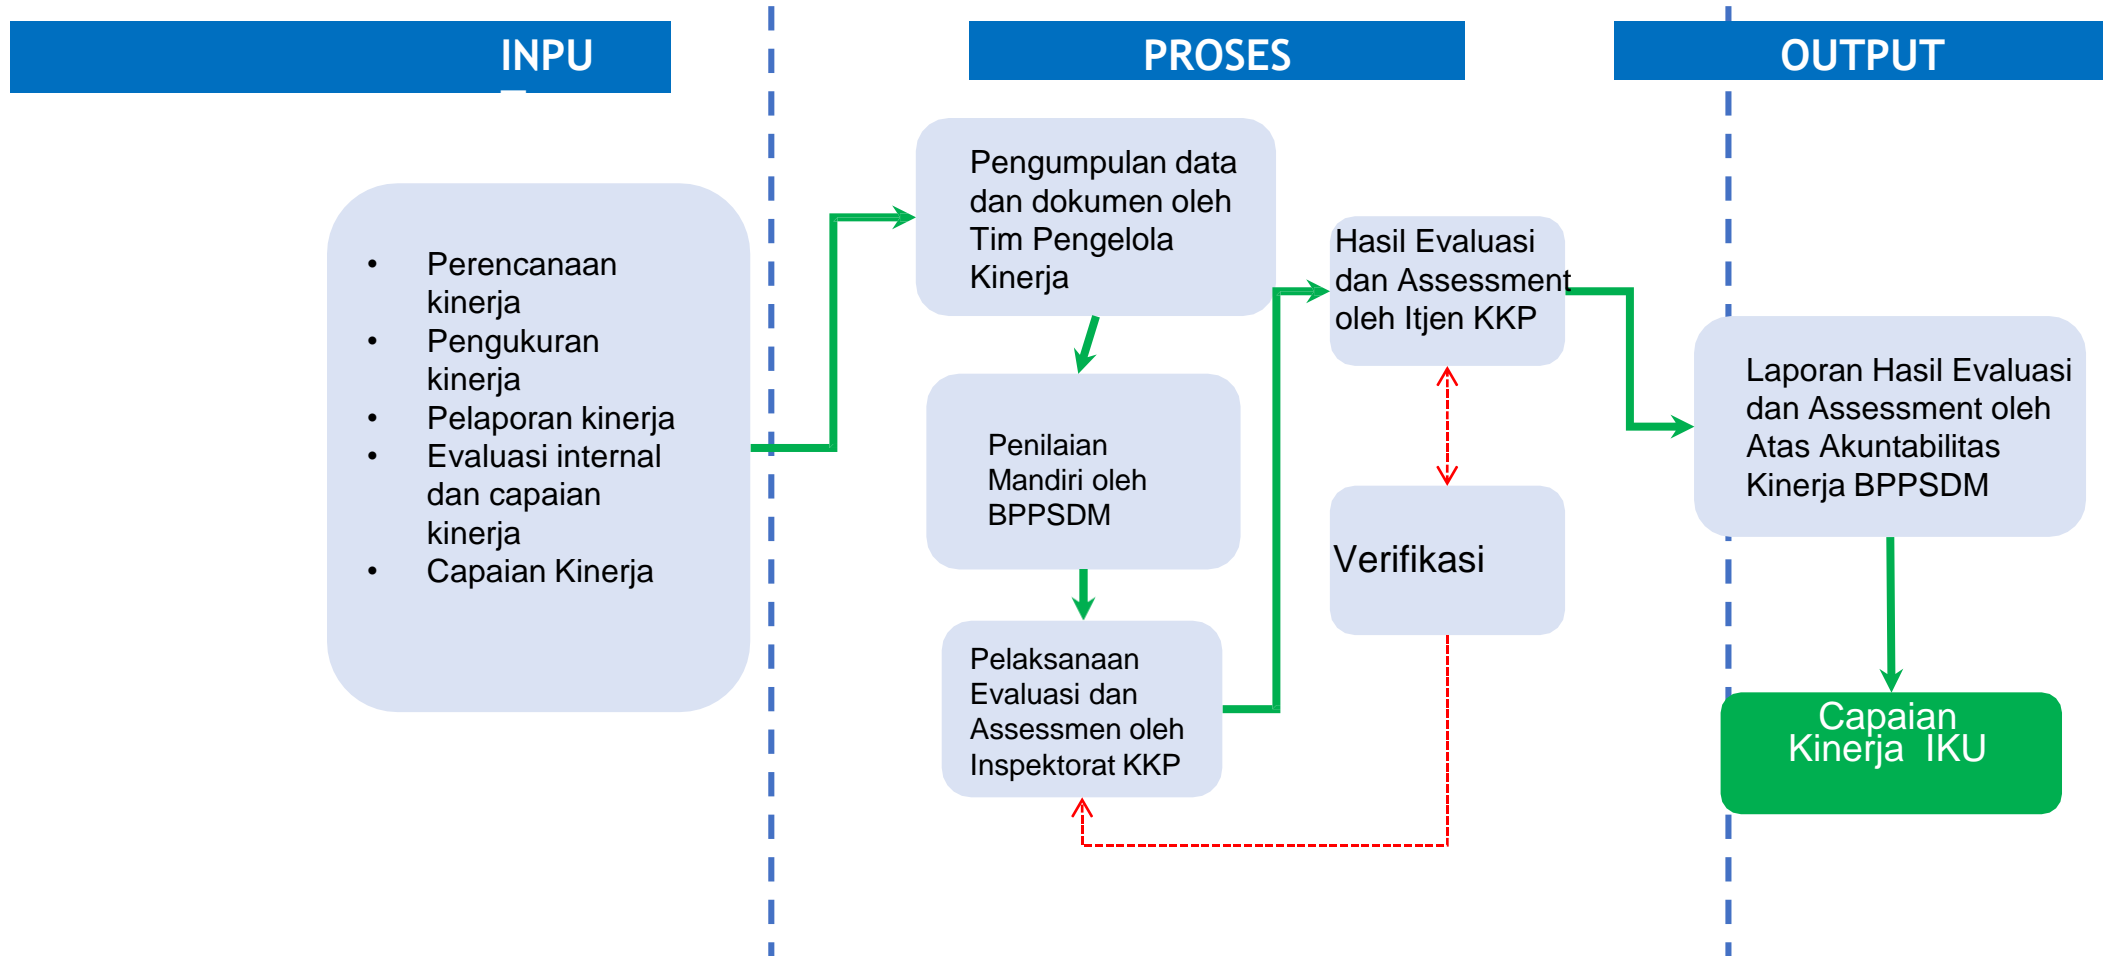 INPU
PROSES
OUTPUT
• Perencanaan
kinerja
• Pengukuran
kinerja
• Pelaporan kinerja
• Evaluasi internal
dan capaian
kinerja
• Capaian Kinerja
Pengumpulan data
dan dokumen oleh
Tim Pengelola
Kinerja
Penilaian
Mandiri oleh
BPPSDM
Pelaksanaan
Evaluasi dan
Assessmen oleh
Inspektorat KKP
Hasil Evaluasi
dan Assessment
oleh Itjen KKP
Verifikasi
Laporan Hasil Evaluasi
dan Assessment oleh
Atas Akuntabilitas
Kinerja BPPSDM
Capaian
Kinerja IKU